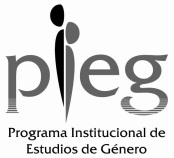 pieg
Programa Institucional de
Estudios de Género